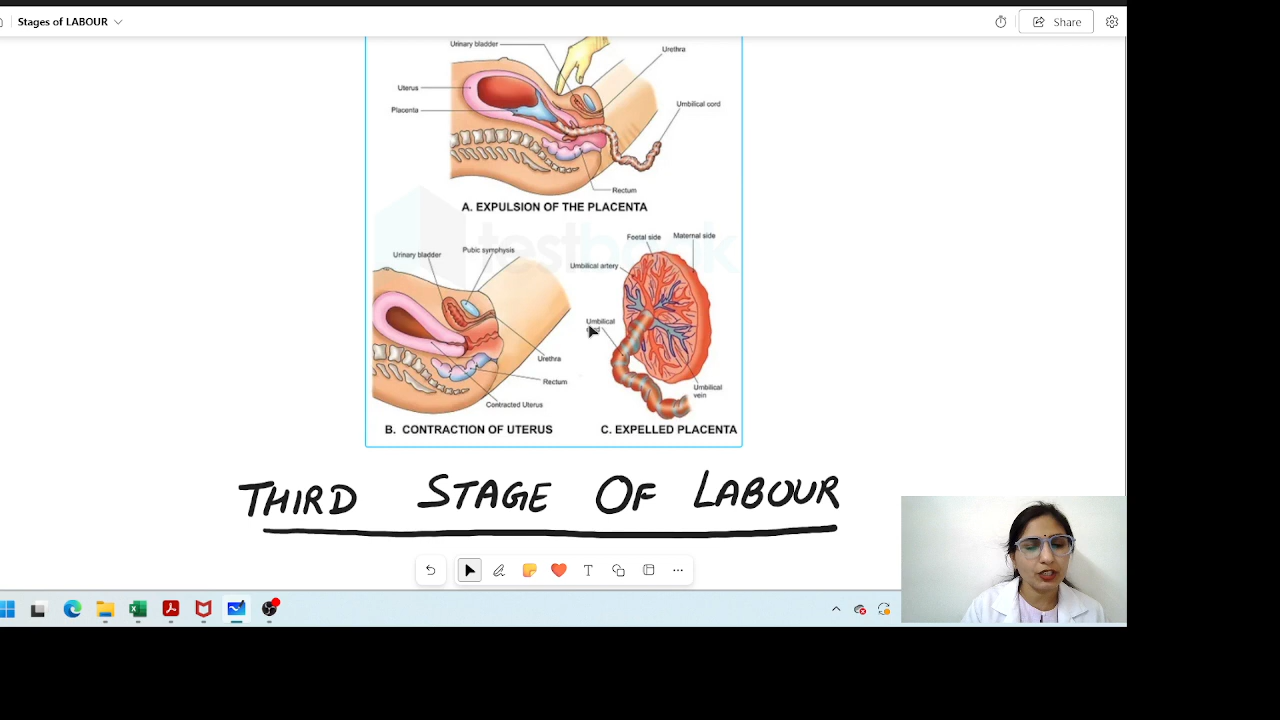 Stages of LABOUR
Share
Urinary bladder
Urethra
Uterus
Placenta
Umbilical cord
Rectum
A. EXPULSION OF THE PLACENTA
testbook
Urinary bladder
Pubic symphysis
Urethra
Rectum
Contracted Uterus
B. CONTRACTION OF UTERUS
Foetal side
Maternal side
Umbilical artery
Umbilical
Umbilical
vein
C. EXPELLED PLACENTA
THIRD STAGE OF LABOUR
T